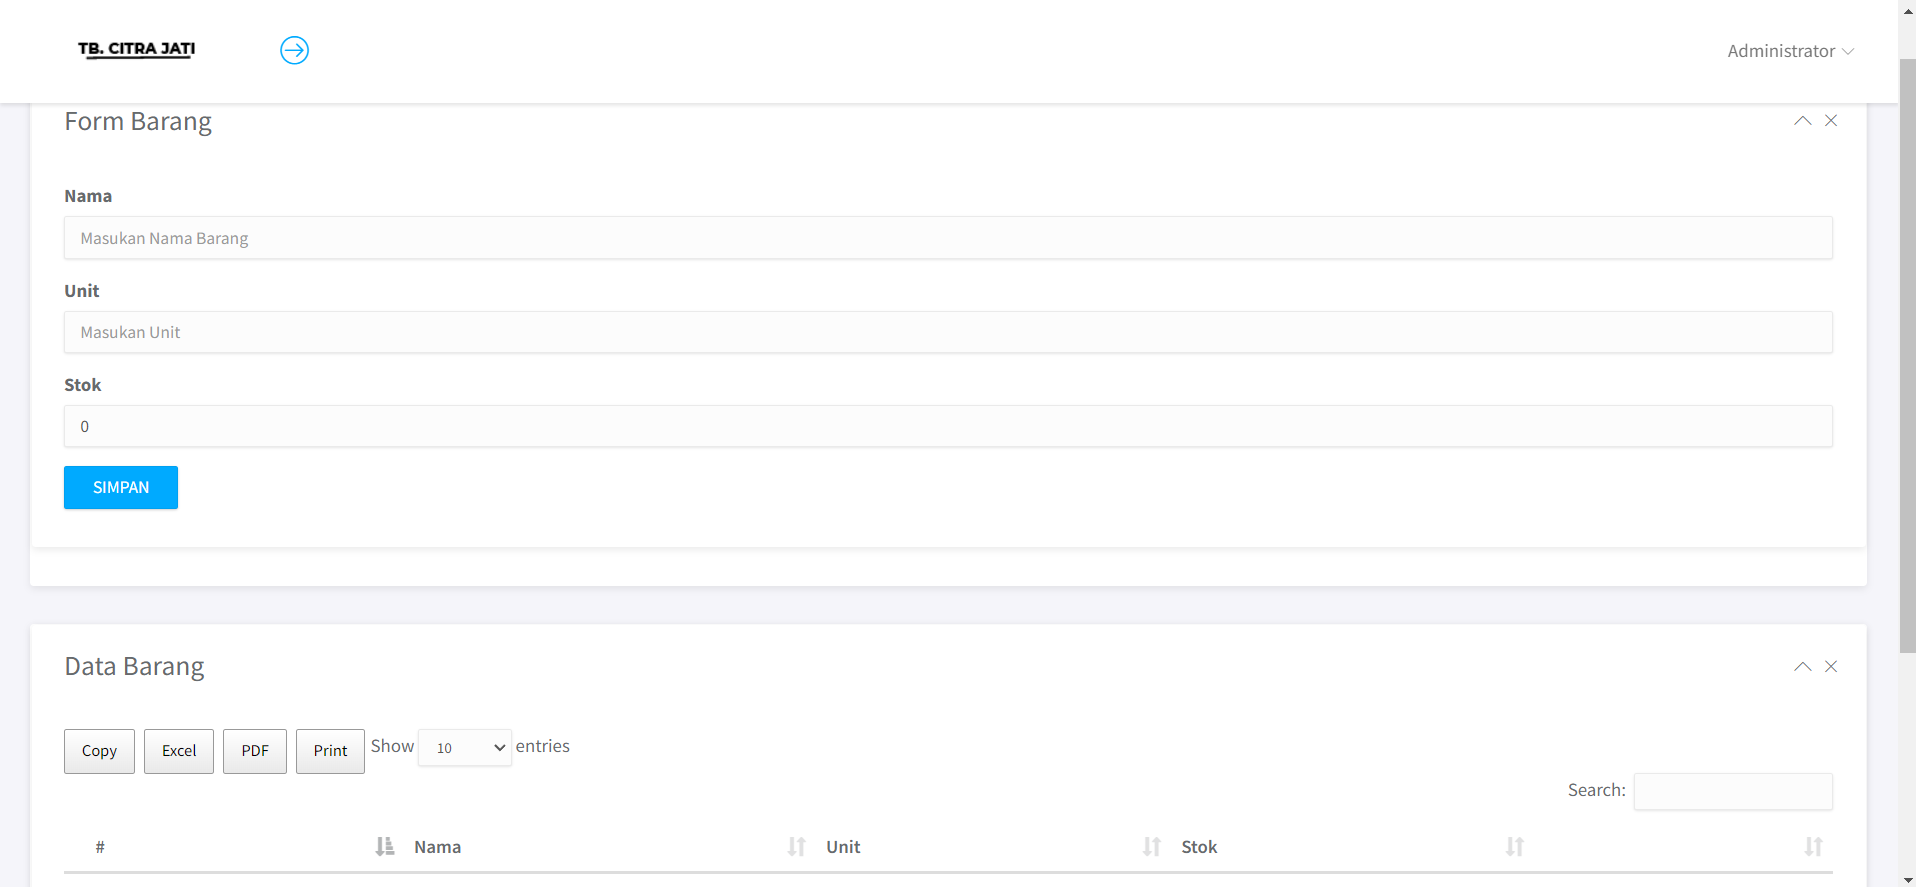 TB. CITRA JATI
Administrator
Form Barang
Nama
Masukan Nama Barang
Unit
Masukan Unit
Stok
0
SIMPAN
Data Barang
Copy Excel PDF Print Show 10 entries
Search:
# Nama Unit Stok